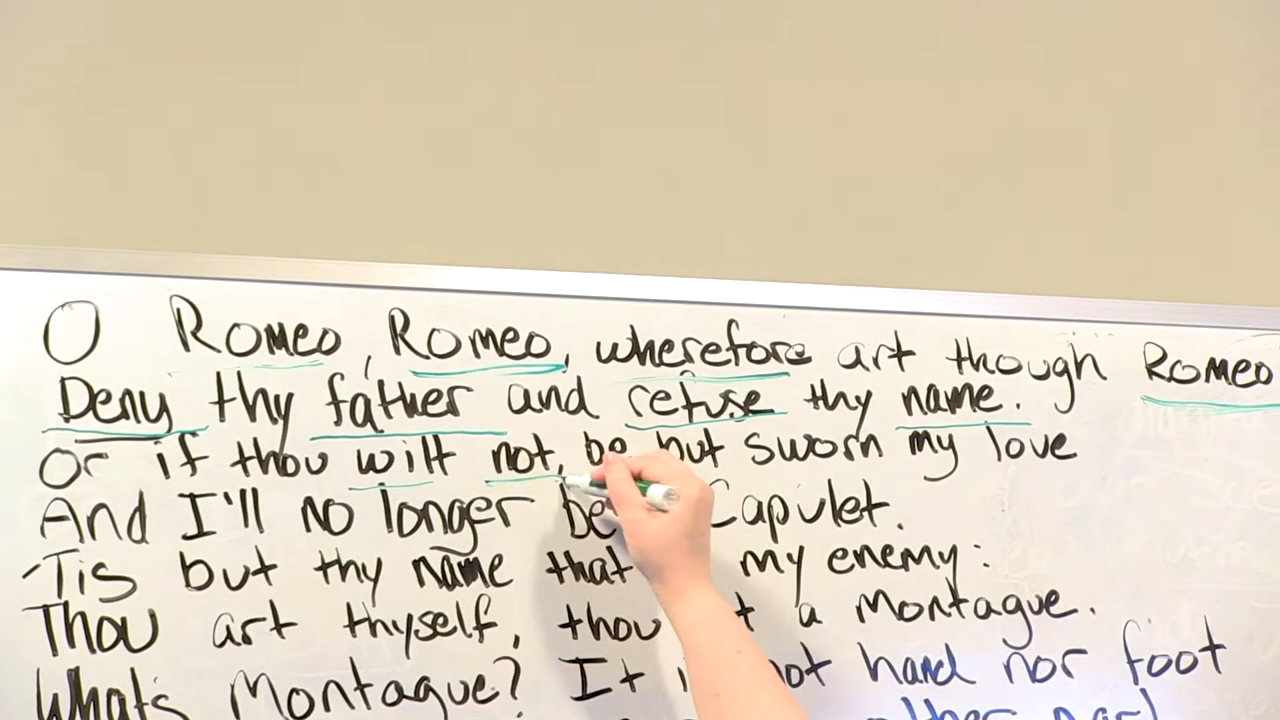 O Romeo, Romeo, wherefore art though Romeo
Deny thy father and refuse thy name.
Or if thou wilt not, be but sworn my love
And I'll no longer be Capulet.
'Tis but thy name that my enemy:
Thou art thyself, thou a Montague.
What's Montague? It not hand nor foot